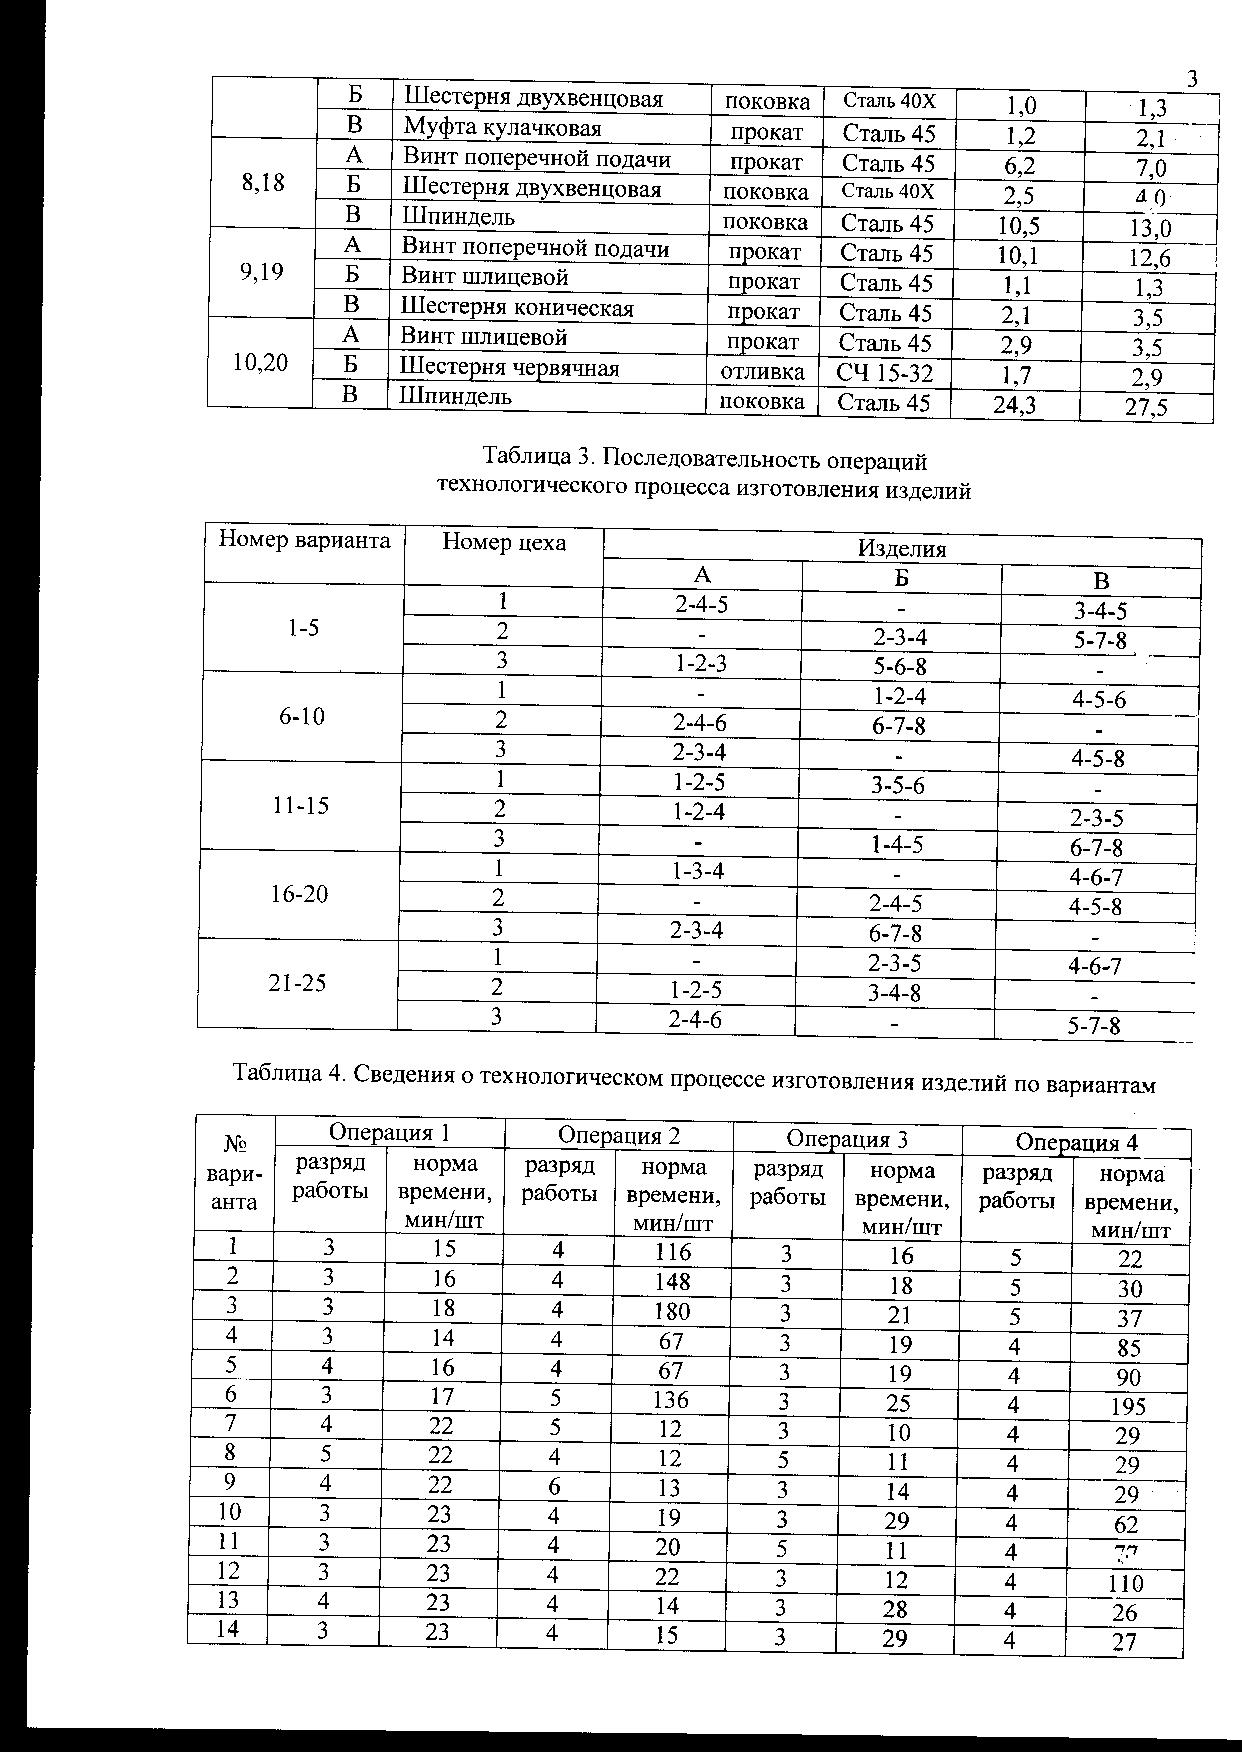 3
Б Шестерня двухвенцовая поковка Сталь 40Х 1,0 1,3
В Муфта кулачковая прокат Сталь 45 1,2 2,1
8,18 А Винт поперечной подачи прокат Сталь 45 6,2 7,0
Б Шестерня двухвенцовая поковка Сталь 40Х 2,5
В Шпиндель поковка Сталь 45 10,5 13,0
9,19 А Винт поперечной подачи прокат Сталь 45 10,1 12,6
Б Винт шлицевой прокат Сталь 45 1,1 1,3
В Шестерня коническая прокат Сталь 45 2,1 3,5
10,20 А Винт шлицевой прокат Сталь 45 2,9 3,5
Б Шестерня червячная отливка СЧ 15-32 1,7 2,9
В Шпиндель поковка Сталь 45 24,3 27,5
Таблица 3. Последовательность операций
технологического процесса изготовления изделий
Номер варианта Номер цеха Изделия
А Б В
1-5 1 2-4-5 - 3-4-5
2 - 2-3-4 5-7-8
3 1-2-3 5-6-8 -
6-10 1 - 1-2-4 4-5-6
2 2-4-6 6-7-8 -
3 2-3-4 - 4-5-8
11-15 1 1-2-5 3-5-6 -
2 1-2-4 - 2-3-5
3 - 1-4-5 6-7-8
16-20 1 1-3-4 - 4-6-7
2 - 2-4-5 4-5-8
3 2-3-4 6-7-8 -
21-25 1 - 2-3-5 4-6-7
2 1-2-5 3-4-8 -
3 2-4-6 - 5-7-8
Таблица 4. Сведения о технологическом процессе изготовления изделий по вариантам
№ Операция 1 Операция 2 Операция 3 Операция 4
вари- разряд норма разряд норма разряд норма разряд норма
анта работы времени, работы времени, работы времени, работы времени,
мин/шт мин/шт мин/шт мин/шт
1 3 15 4 116 3 16 5 22
2 3 16 4 148 3 18 5 30
3 3 18 4 180 3 21 5 37
4 3 14 4 67 3 19 4 85
5 4 16 4 67 3 19 4 90
6 3 17 5 136 3 25 4 195
7 4 22 5 12 3 10 4 29
8 5 22 4 12 5 11 4 29
9 4 22 6 13 3 14 4 29
10 3 23 4 19 3 29 4 62
11 3 23 4 20 5 11 4
12 3 23 4 22 3 12 4 110
13 4 23 4 14 3 28 4 26
14 3 23 4 15 3 29 4 27